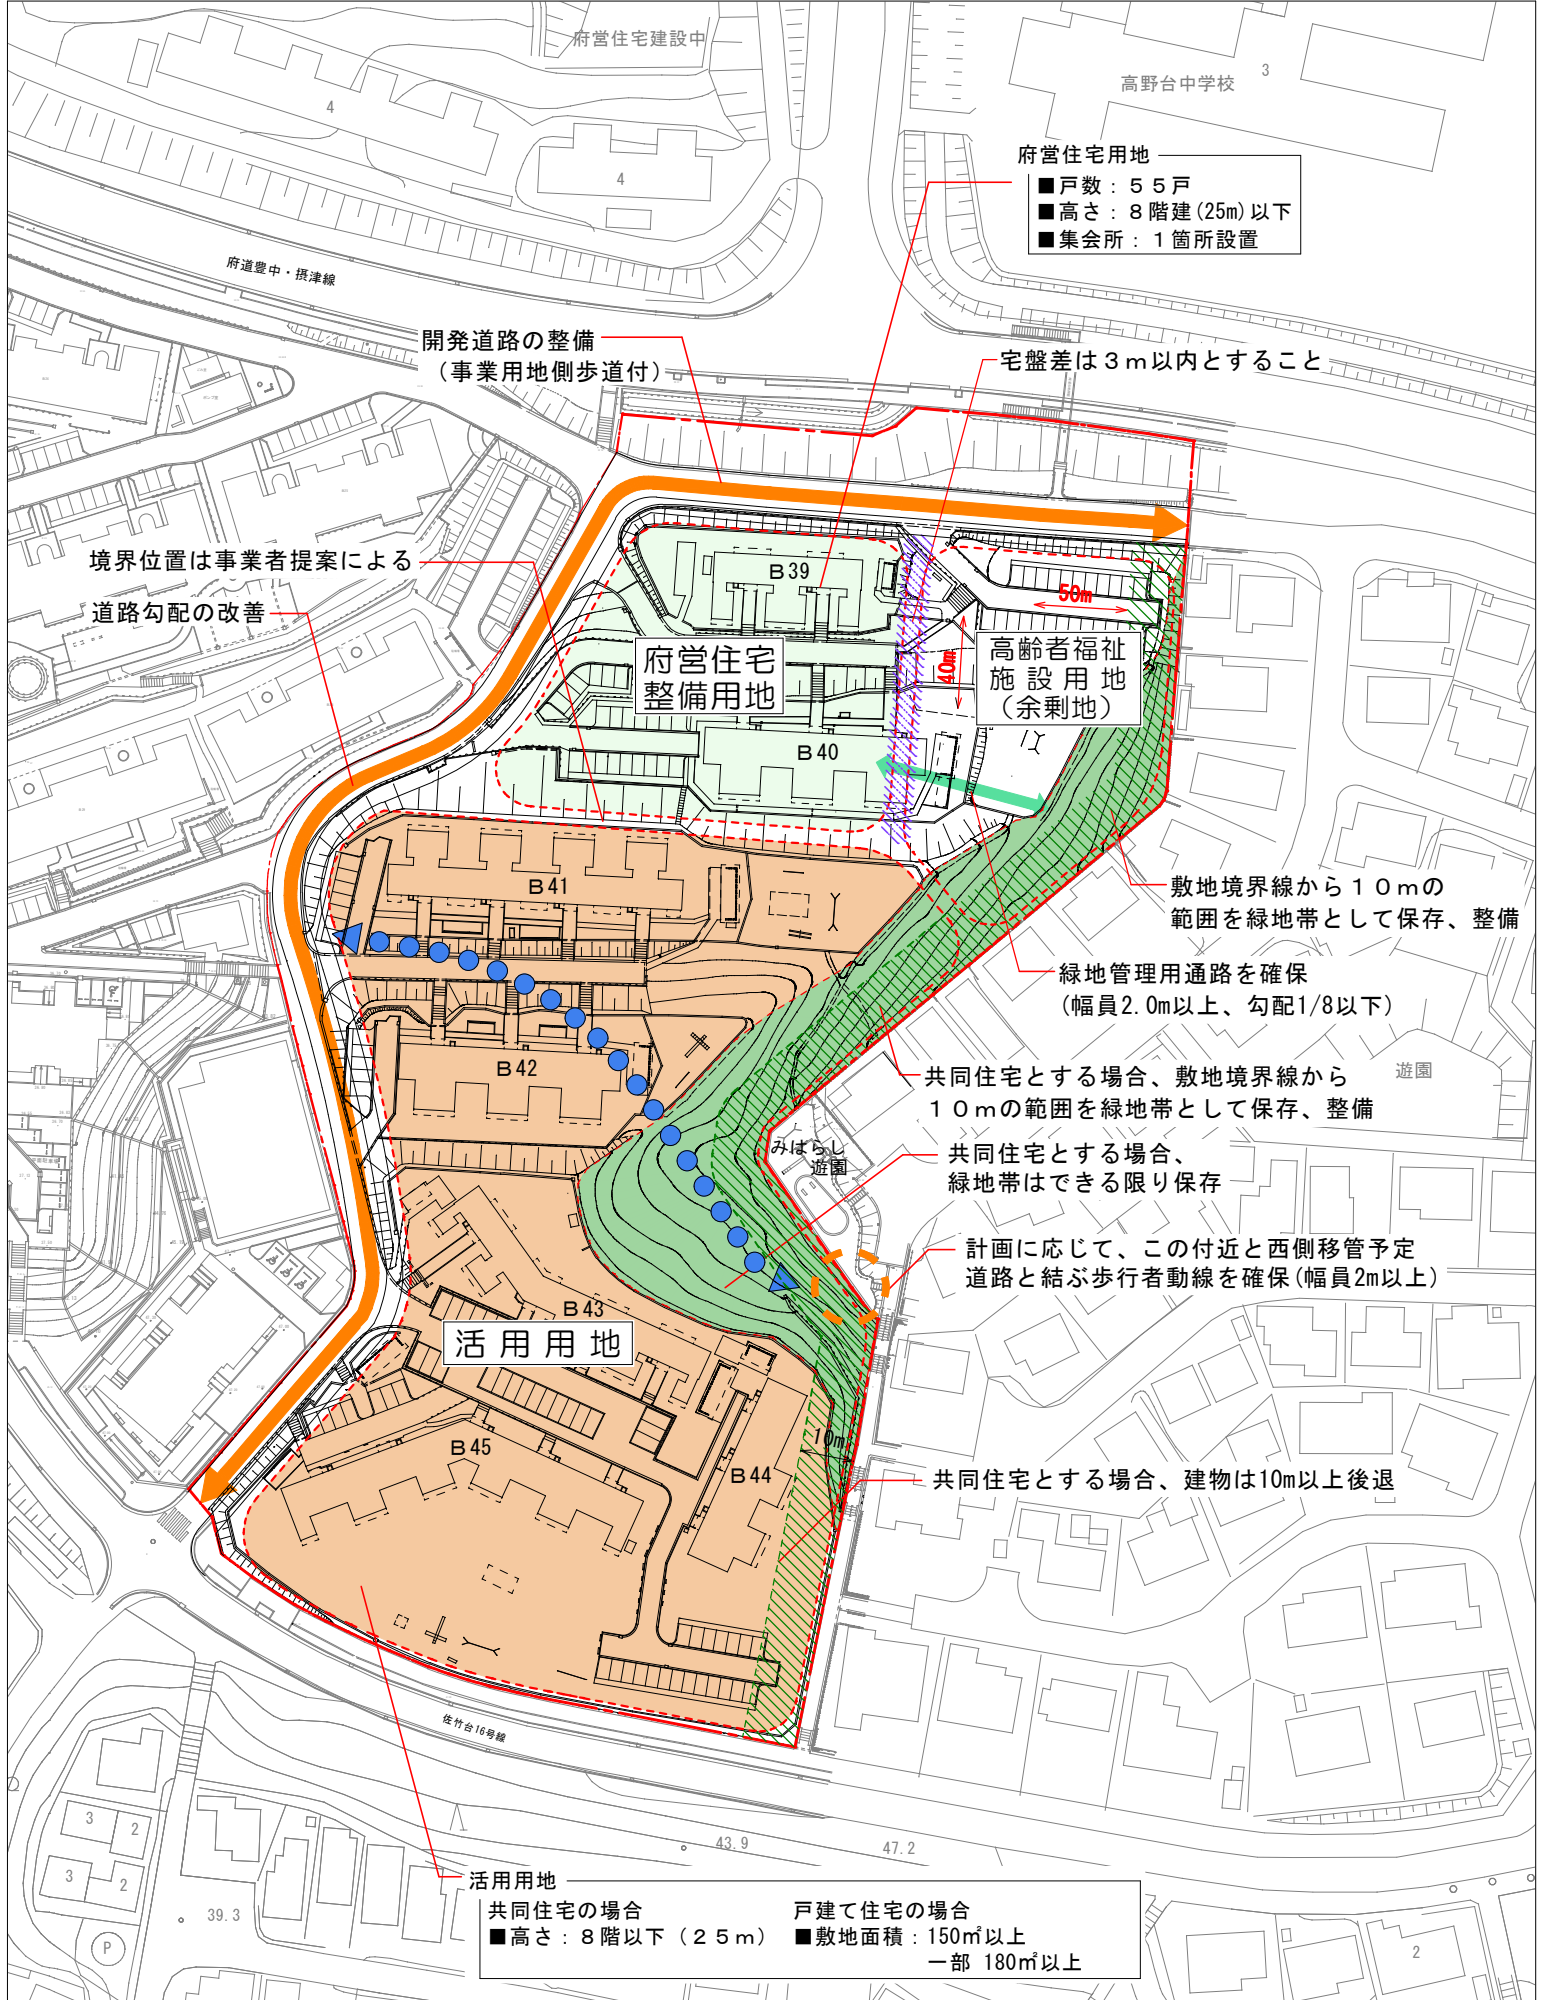 府営住宅建設中
高野台中学校
3
4
4
府営住宅用地
■戸数：５５戸
■高さ：８階建(25m)以下
■集会所：１箇所設置
府道豊中・摂津線
開発道路の整備
（事業用地側歩道付）
宅盤差は３ｍ以内とすること
境界位置は事業者提案による
道路勾配の改善
B39
50m
40m
府営住宅
整備用地
高齢者福祉
施設用地
（余剰地）
B40
B41
敷地境界線から１０ｍの
範囲を緑地帯として保存、整備
緑地管理用通路を確保
(幅員2.0m以上、勾配1/8以下)
B42
共同住宅とする場合、敷地境界線から
１０ｍの範囲を緑地帯として保存、整備
遊園
みはらし
遊園
共同住宅とする場合、
緑地帯はできる限り保存
計画に応じて、この付近と西側移管予定
道路と結ぶ歩行者動線を確保(幅員2m以上)
B43
活用用地
B45
B44
10m
共同住宅とする場合、建物は10m以上後退
佐竹台16号線
3
2
3
2
43.9
47.2
39.3
P
2
活用用地
共同住宅の場合
■高さ：８階以下（２５ｍ）
戸建て住宅の場合
■敷地面積：150㎡以上
一部 180㎡以上